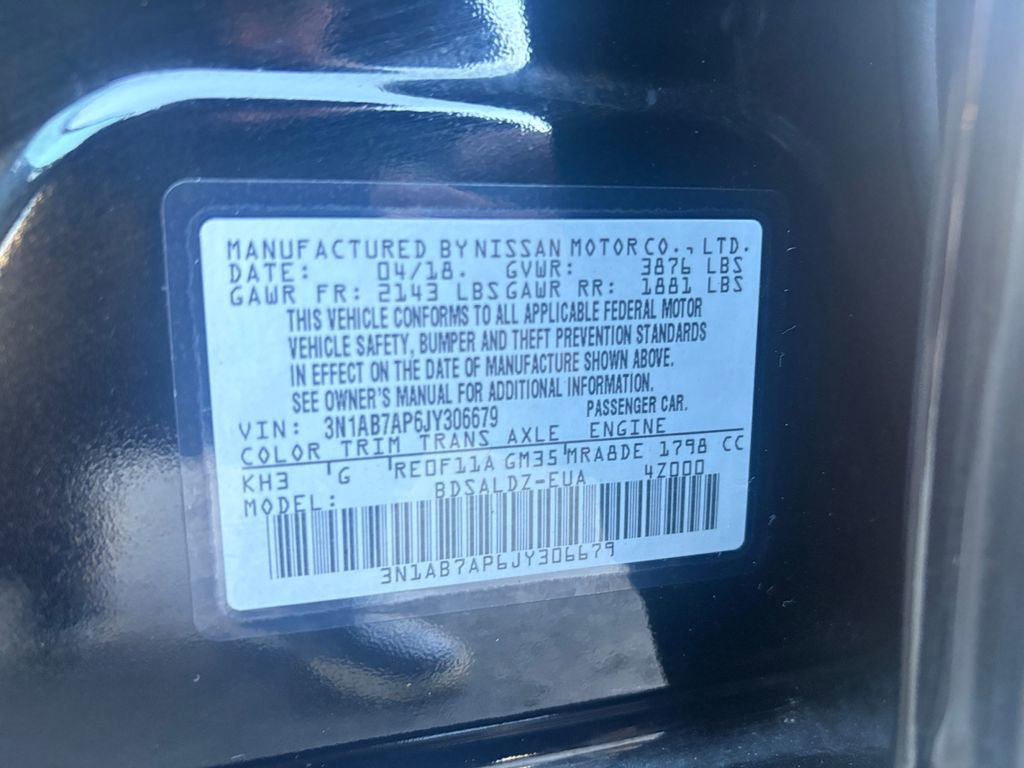 MANUFACTURED BY NISSAN MOTOR CO., LTD.
DATE: 04/18. GVWR: 3876 LBS
GAWR FR: 2143 LBS GAWR RR: 1881 LBS
THIS VEHICLE CONFORMS TO ALL APPLICABLE FEDERAL MOTOR
VEHICLE SAFETY, BUMPER AND THEFT PREVENTION STANDARDS
IN EFFECT ON THE DATE OF MANUFACTURE SHOWN ABOVE.
SEE OWNER'S MANUAL FOR ADDITIONAL INFORMATION.
VIN: 3N1AB7AP6JY306679 PASSENGER CAR.
COLOR TRIM TRANS AXLE ENGINE
KH3 G RE0F11A GM35 MRA8DE 1798 CC
MODEL: BDSALDZ-EUA 4Z000
3N1AB7AP6JY306679